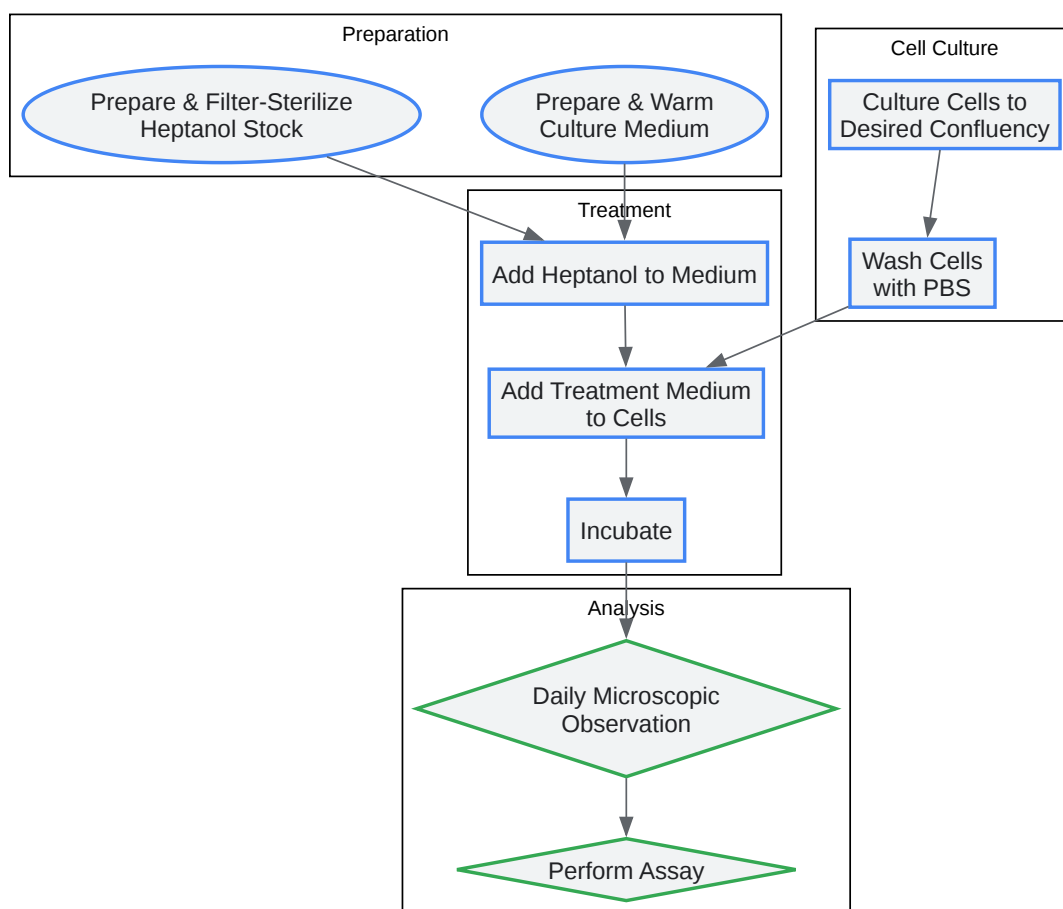 Preparation
Prepare & Filter-Sterilize
Heptanol Stock
Prepare & Warm
Culture Medium
Cell Culture
Culture Cells to
Desired Confluency
Wash Cells
with PBS
Treatment
Add Heptanol to Medium
Add Treatment Medium
to Cells
Incubate
Analysis
Daily Microscopic
Observation
Perform Assay